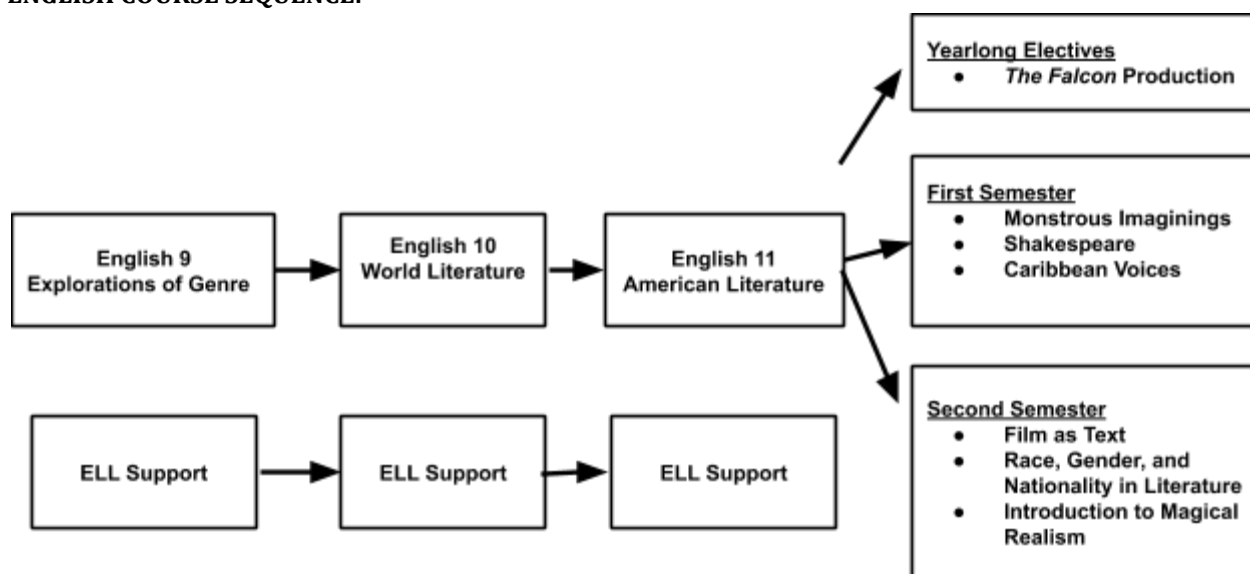 ENGLISH COURSE SEQUENCE:
Yearlong Electives
● The Falcon Production
English 9
Explorations of Genre
English 10
World Literature
English 11
American Literature
First Semester
● Monstrous Imaginings
● Shakespeare
● Caribbean Voices
ELL Support
ELL Support
ELL Support
Second Semester
● Film as Text
● Race, Gender, and
Nationality in Literature
● Introduction to Magical
Realism